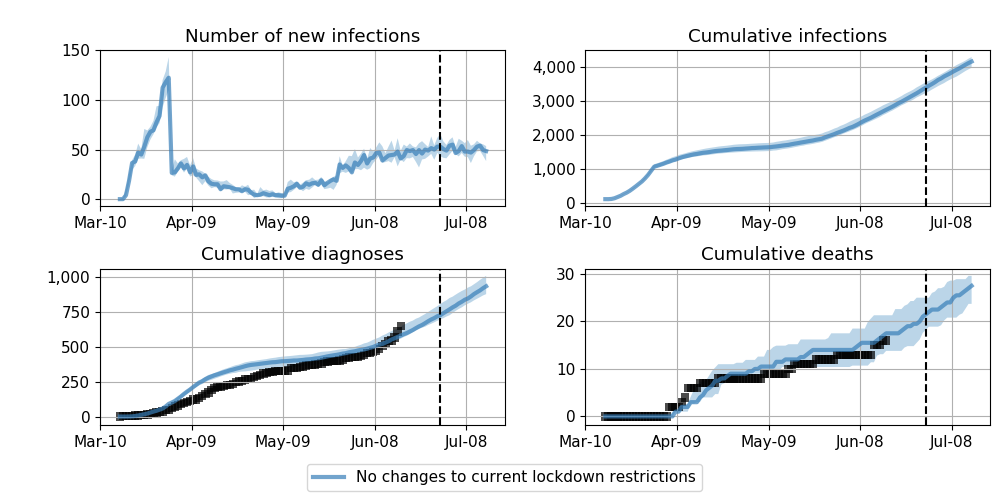 Number of new infections
150
100
50
0
Mar-10 Apr-09 May-09 Jun-08 Jul-08
Cumulative infections
4,000
3,000
2,000
1,000
0
Mar-10 Apr-09 May-09 Jun-08 Jul-08
Cumulative diagnoses
1,000
750
500
250
0
Mar-10 Apr-09 May-09 Jun-08 Jul-08
Cumulative deaths
30
20
10
0
Mar-10 Apr-09 May-09 Jun-08 Jul-08
No changes to current lockdown restrictions